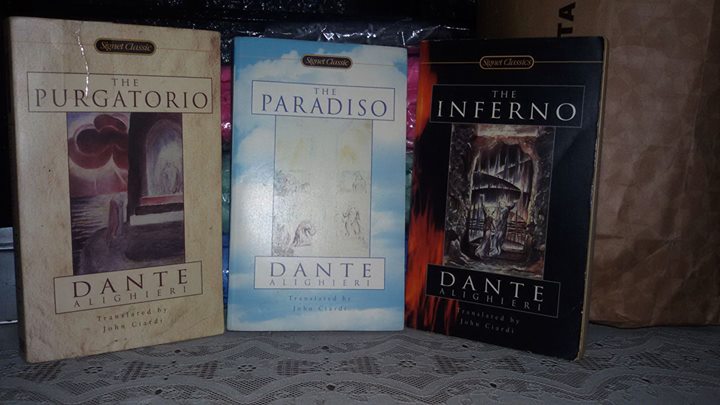 Signet Classic
THE
PURGATORIO
DANTE
ALIGHIERI
Translated by
John Ciardi
Signet Classic
THE
PARADISO
DANTE
ALIGHIERI
Translated by
John Ciardi
Signet Classics
THE
INFERNO
DANTE
ALIGHIERI
Translated by
John Ciardi
TA